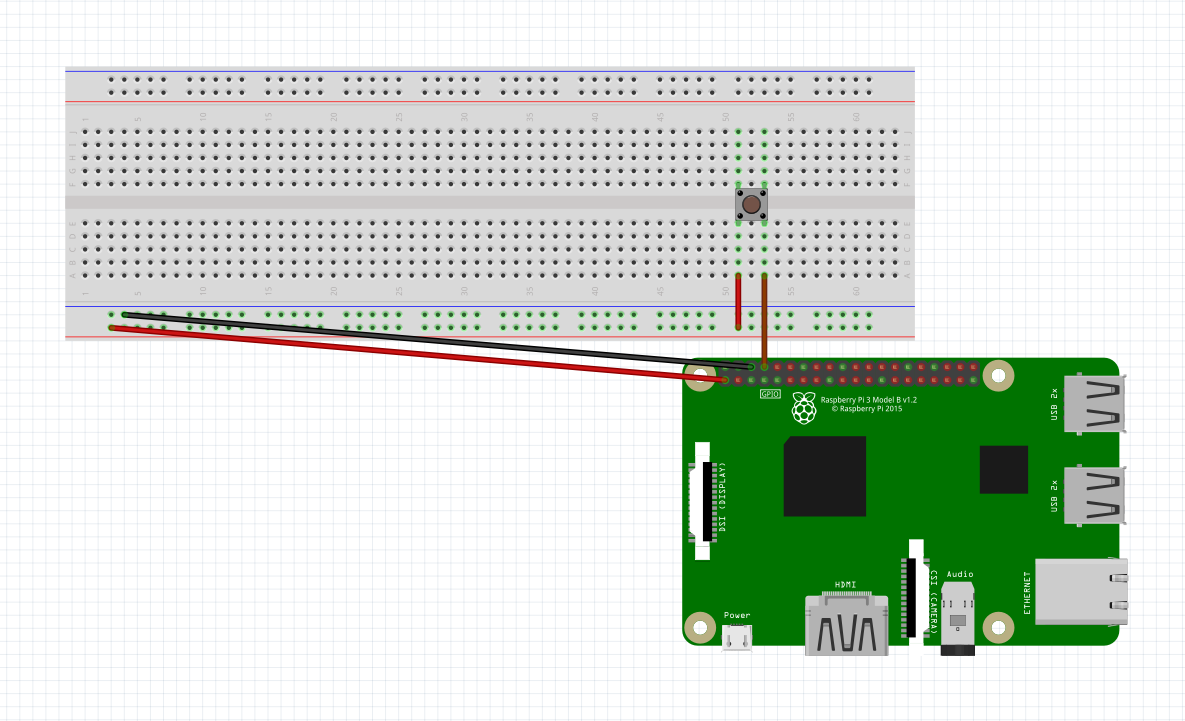 1 5 10 15 20 25 30 35 40 45 50 55 60
J J
I I
H H
G G
F F
E E
D D
C C
B B
A A
1 5 10 15 20 25 30 35 40 45 50 55 60
GPIO
Raspberry Pi 3 Model B v1.2
© Raspberry Pi 2015
USB 2x
DSI (DISPLAY)
USB 2x
HDMI
CSI (CAMERA)
Audio
ETHERNET
Power